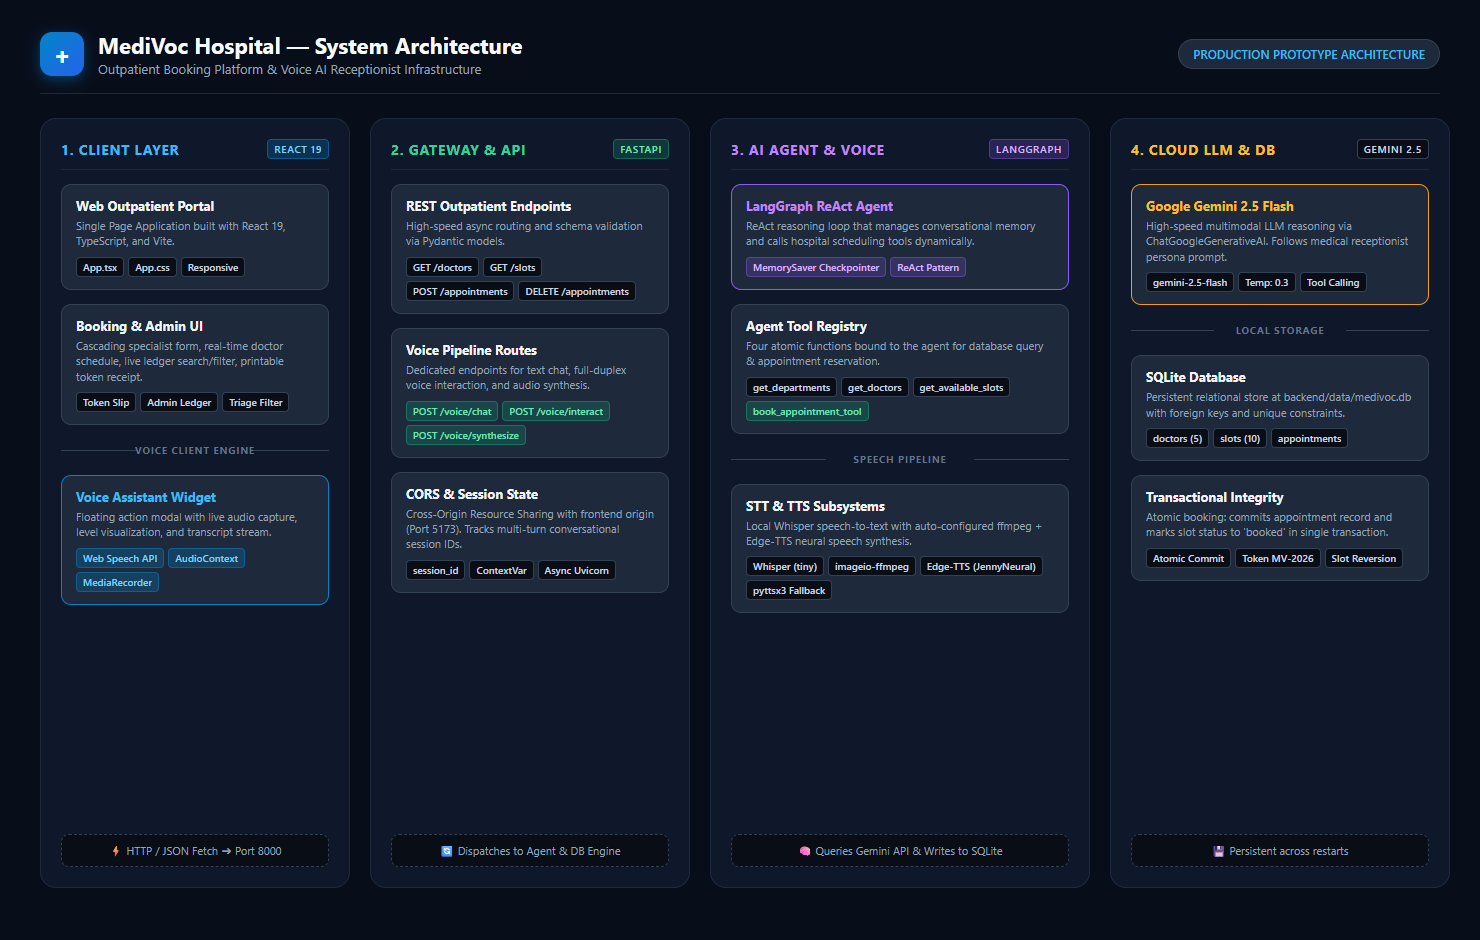 +
MediVoc Hospital — System Architecture
Outpatient Booking Platform & Voice AI Receptionist Infrastructure
PRODUCTION PROTOTYPE ARCHITECTURE
1. CLIENT LAYER
REACT 19
Web Outpatient Portal
Single Page Application built with React 19,
TypeScript, and Vite.
App.tsx App.css Responsive
Booking & Admin UI
Cascading specialist form, real-time doctor
schedule, live ledger search/filter, printable
token receipt.
Token Slip Admin Ledger Triage Filter
VOICE CLIENT ENGINE
Voice Assistant Widget
Floating action modal with live audio capture,
level visualization, and transcript stream.
Web Speech API AudioContext
MediaRecorder
HTTP / JSON Fetch ➔ Port 8000
2. GATEWAY & API
FASTAPI
REST Outpatient Endpoints
High-speed async routing and schema validation
via Pydantic models.
GET /doctors GET /slots
POST /appointments DELETE /appointments
Voice Pipeline Routes
Dedicated endpoints for text chat, full-duplex
voice interaction, and audio synthesis.
POST /voice/chat POST /voice/interact
POST /voice/synthesize
CORS & Session State
Cross-Origin Resource Sharing with frontend origin
(Port 5173). Tracks multi-turn conversational
session IDs.
session_id ContextVar Async Uvicorn
Dispatches to Agent & DB Engine
3. AI AGENT & VOICE
LANGGRAPH
LangGraph ReAct Agent
ReAct reasoning loop that manages conversational memory
and calls hospital scheduling tools dynamically.
MemorySaver Checkpointer ReAct Pattern
Agent Tool Registry
Four atomic functions bound to the agent for database query
& appointment reservation.
get_departments get_doctors get_available_slots
book_appointment_tool
SPEECH PIPELINE
STT & TTS Subsystems
Local Whisper speech-to-text with auto-configured ffmpeg +
Edge-TTS neural speech synthesis.
Whisper (tiny) imageio-ffmpeg Edge-TTS (JennyNeural)
pyttsx3 Fallback
Queries Gemini API & Writes to SQLite
4. CLOUD LLM & DB
GEMINI 2.5
Google Gemini 2.5 Flash
High-speed multimodal LLM reasoning via
ChatGoogleGenerativeAI. Follows medical receptionist
persona prompt.
gemini-2.5-flash Temp: 0.3 Tool Calling
LOCAL STORAGE
SQLite Database
Persistent relational store at backend/data/medivoc.db
with foreign keys and unique constraints.
doctors (5) slots (10) appointments
Transactional Integrity
Atomic booking: commits appointment record and
marks slot status to 'booked' in single transaction.
Atomic Commit Token MV-2026 Slot Reversion
Persistent across restarts